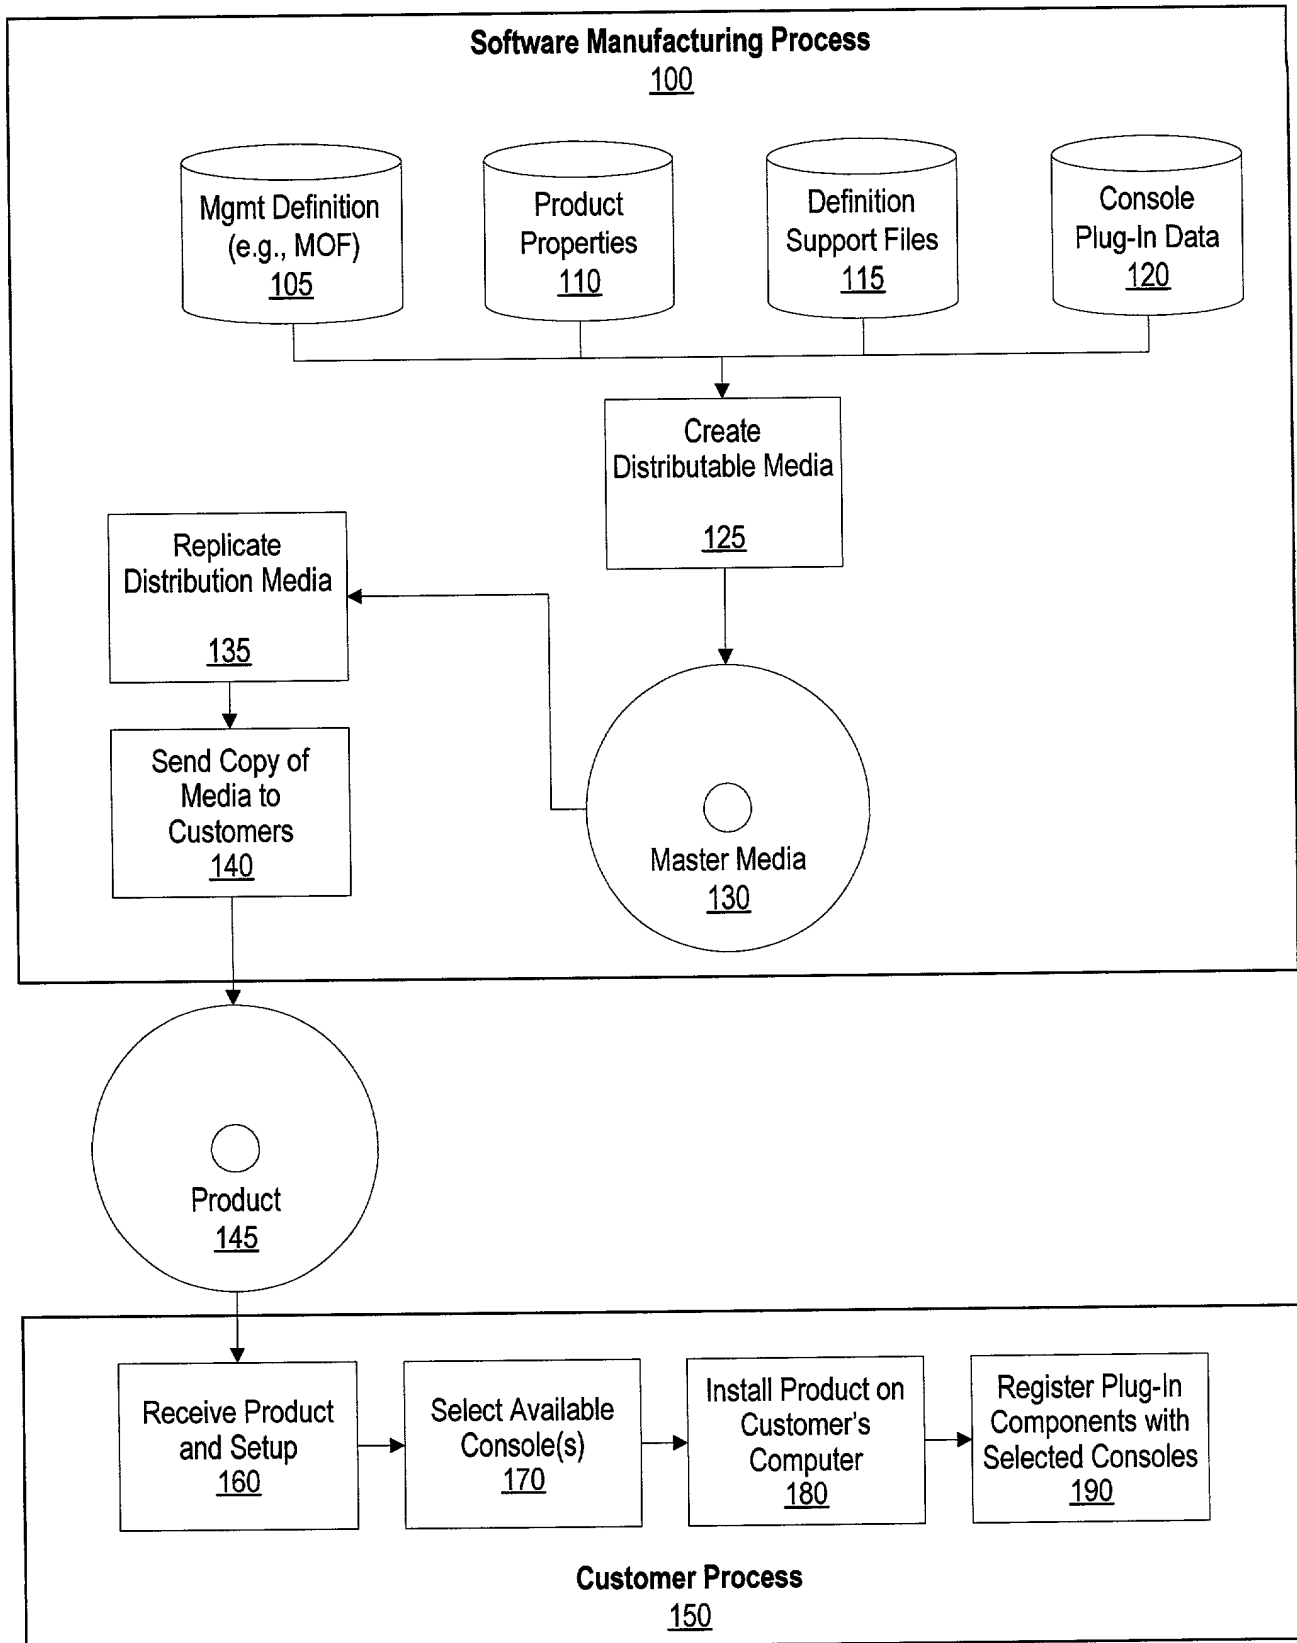 Software Manufacturing Process
100
Mgmt Definition
(e.g., MOF)
105
Product
Properties
110
Definition
Support Files
115
Console
Plug-In Data
120
Create
Distributable Media
125
Replicate
Distribution Media
135
Send Copy of
Media to
Customers
140
Master Media
130
Product
145
Receive Product
and Setup
160
Select Available
Console(s)
170
Install Product on
Customer's
Computer
180
Register Plug-In
Components with
Selected Consoles
190
Customer Process
150